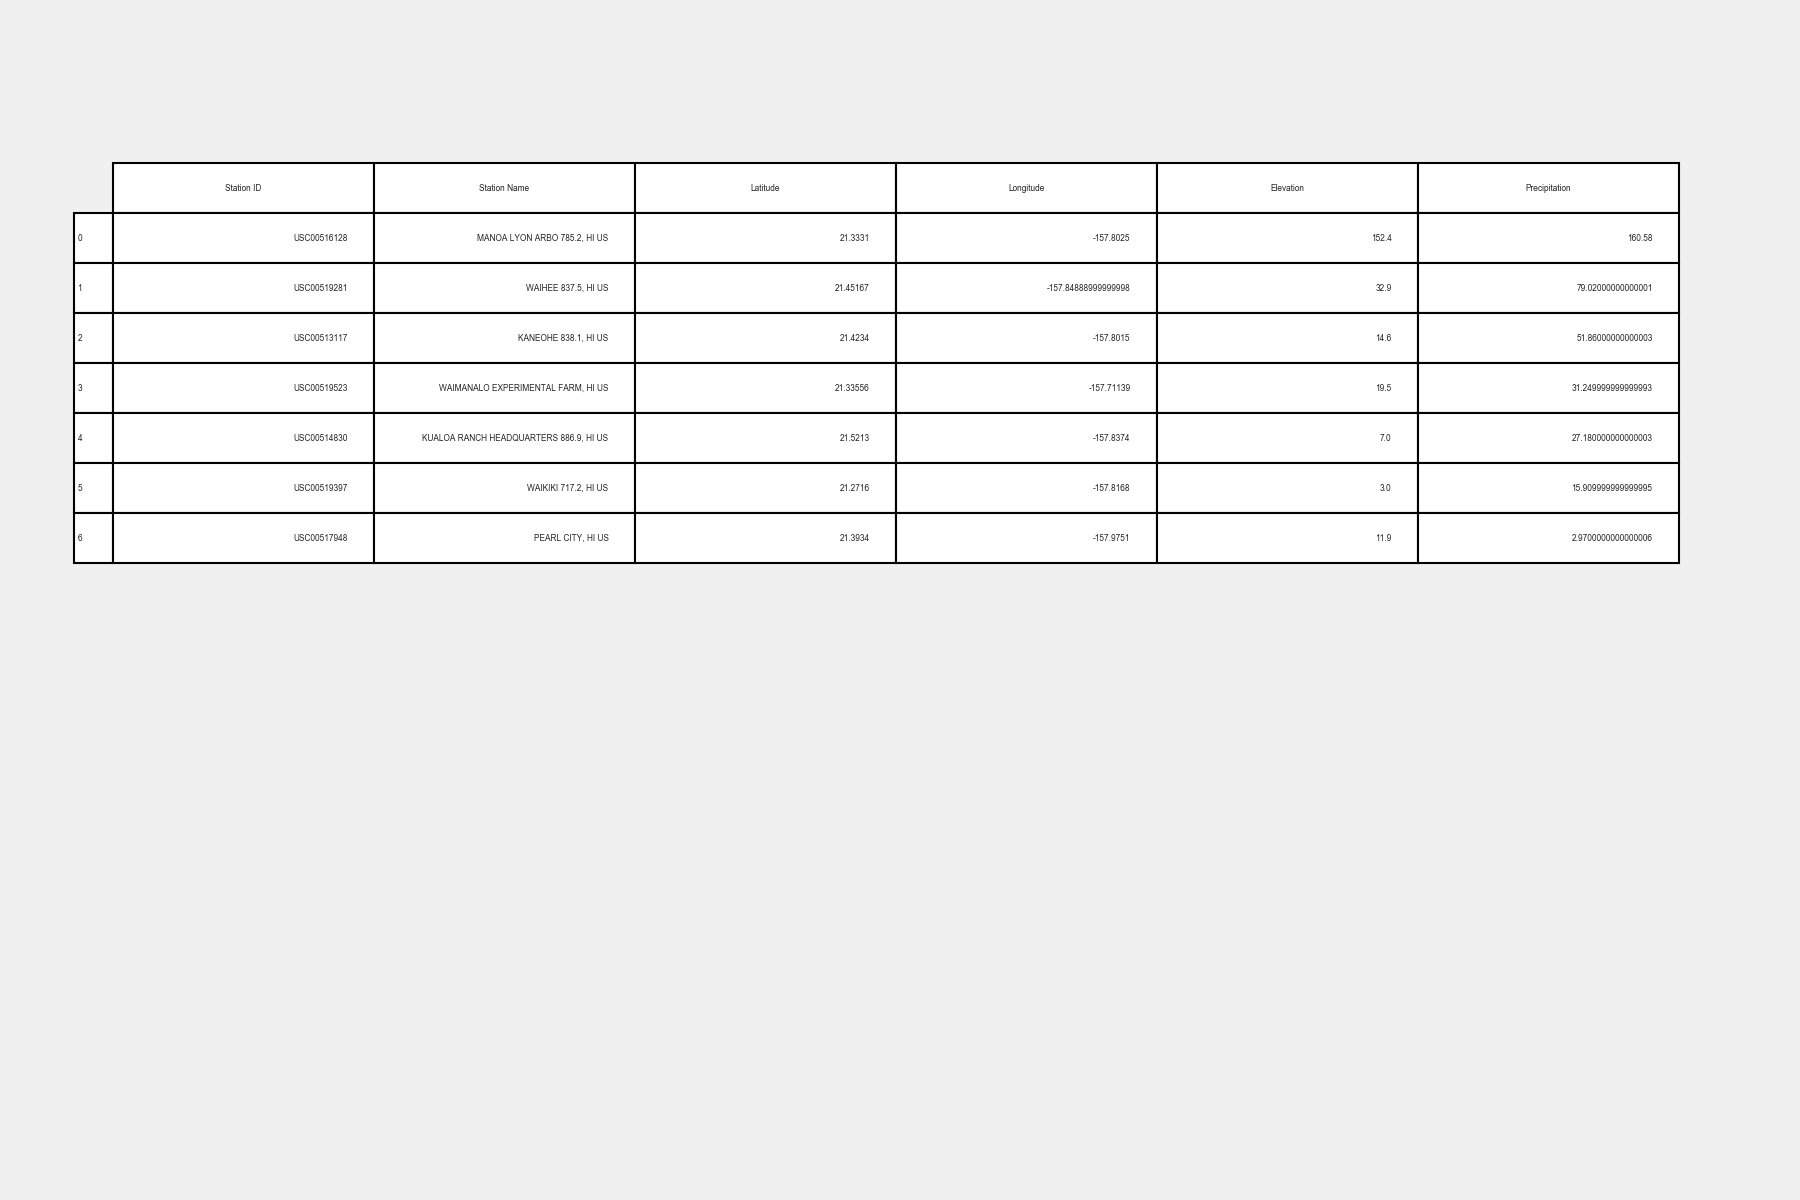 Station ID Station Name Latitude Longitude Elevation Precipitation
0 USC00516128 MANOA LYON ARBO 785.2, HI US 21.3331 -157.8025 152.4 160.58
1 USC00519281 WAIHEE 837.5, HI US 21.45167 -157.84888999999998 32.9 79.02000000000001
2 USC00513117 KANEOHE 838.1, HI US 21.4234 -157.8015 14.6 51.86000000000003
3 USC00519523 WAIMANALO EXPERIMENTAL FARM, HI US 21.33556 -157.71139 19.5 31.249999999999993
4 USC00514830 KUALOA RANCH HEADQUARTERS 886.9, HI US 21.5213 -157.8374 7.0 27.180000000000003
5 USC00519397 WAIKIKI 717.2, HI US 21.2716 -157.8168 3.0 15.909999999999995
6 USC00517948 PEARL CITY, HI US 21.3934 -157.9751 11.9 2.9700000000000006